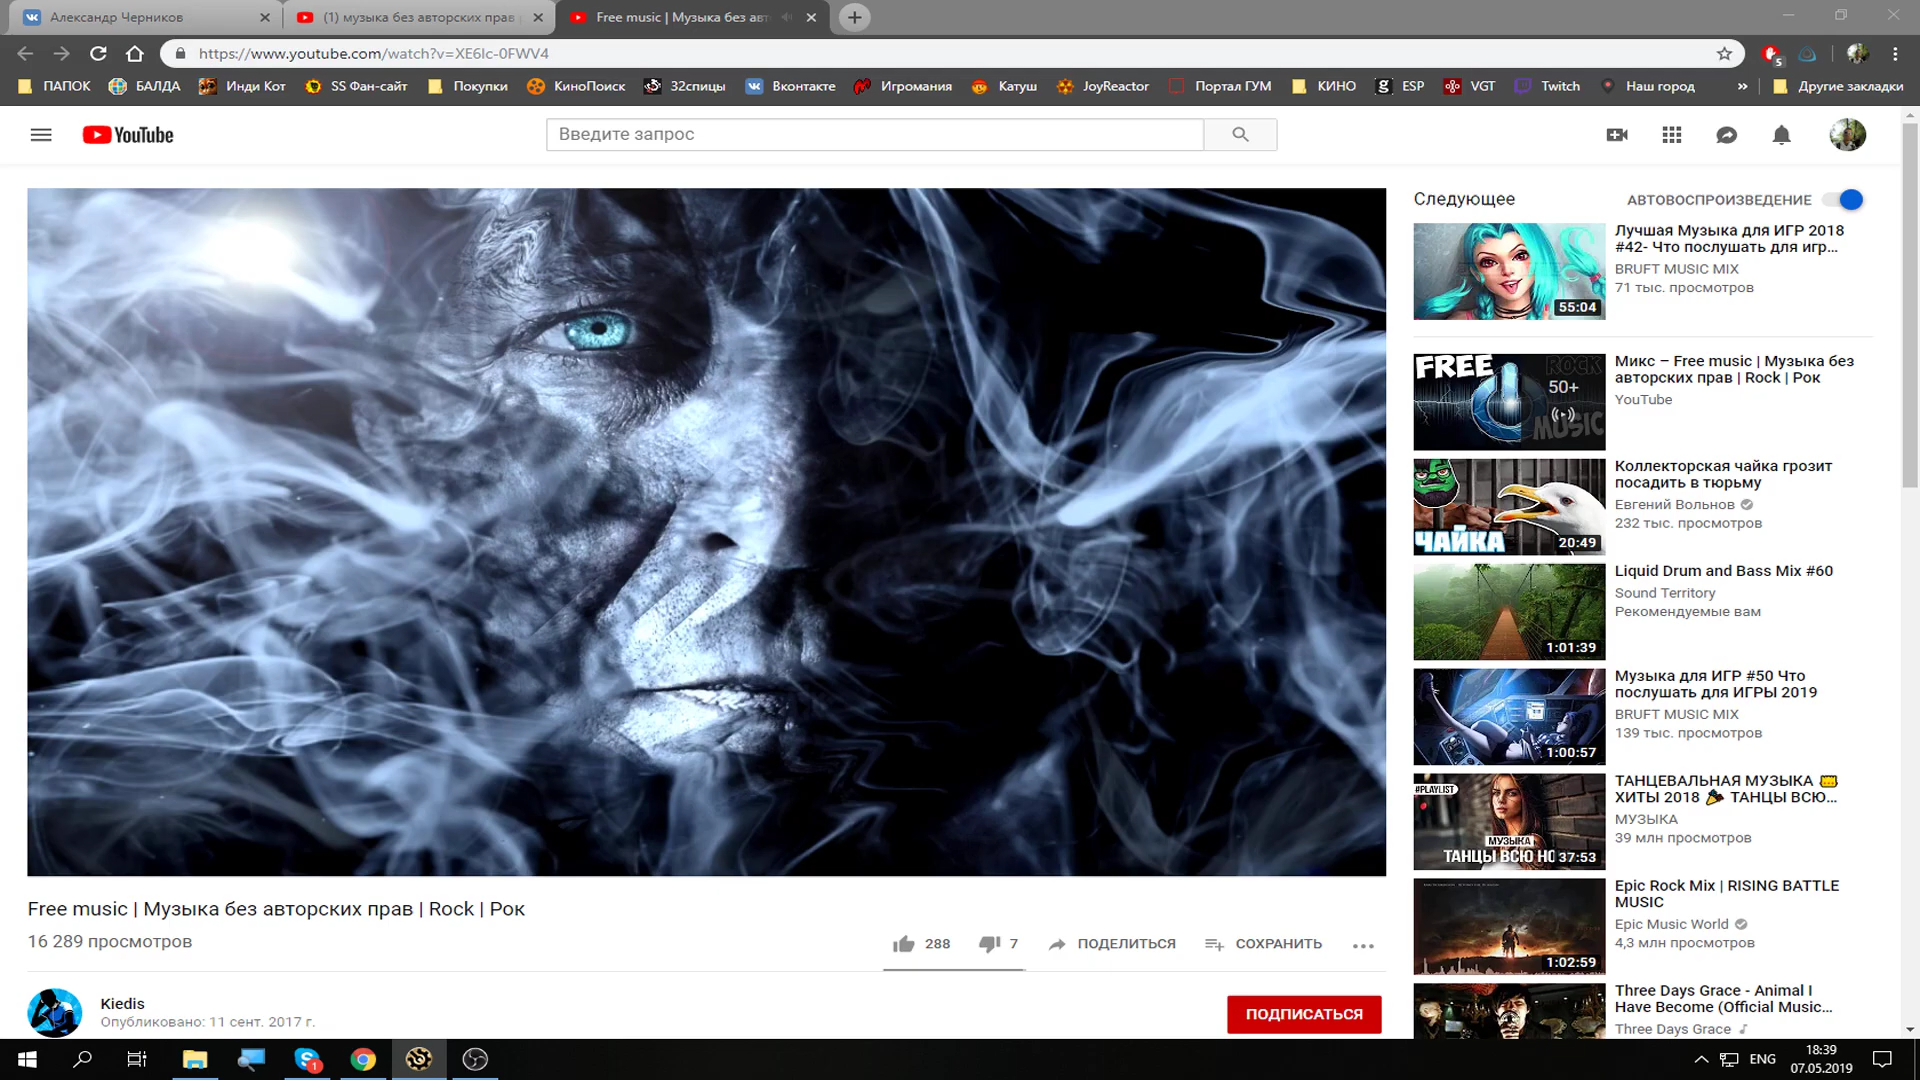 Александр Черников
(1) музыка без авторских прав
Free music | Музыка без ав
https://www.youtube.com/watch?v=XE6lc-0FWV4
5
ПАПОК БАЛДА Инди Кот SS Фан-сайт Покупки КиноПоиск 32спицы Вконтакте Игромания Катуш JoyReactor Портал ГУМ КИНО ESP VGT Twitch Наш город » Другие закладки
YouTube
Введите запрос
Следующее
АВТОВОСПРОИЗВЕДЕНИЕ
55:04
Лучшая Музыка для ИГР 2018
#42- Что послушать для игр...
BRUFT MUSIC MIX
71 тыс. просмотров
FREE
ROCK
50+
MUSIC
Микс – Free music | Музыка без
авторских прав | Rock | Рок
YouTube
ЧАЙКА
20:49
Коллекторская чайка грозит
посадить в тюрьму
Евгений Вольнов
232 тыс. просмотров
1:01:39
Liquid Drum and Bass Mix #60
Sound Territory
Рекомендуемые вам
1:00:57
Музыка для ИГР #50 Что
послушать для ИГРЫ 2019
BRUFT MUSIC MIX
139 тыс. просмотров
#PLAYLIST
МУЗЫКА
ТАНЦЫ ВСЮ НО
37:53
ТАНЦЕВАЛЬНАЯ МУЗЫКА
ХИТЫ 2018 ТАНЦЫ ВСЮ...
МУЗЫКА
39 млн просмотров
1:02:59
Epic Rock Mix | RISING BATTLE
MUSIC
Epic Music World
4,3 млн просмотров
Three Days Grace - Animal I
Have Become (Official Music...
Three Days Grace
Free music | Музыка без авторских прав | Rock | Рок
16 289 просмотров
288 7 ПОДЕЛИТЬСЯ СОХРАНИТЬ
Kiedis
Опубликовано: 11 сент. 2017 г.
ПОДПИСАТЬСЯ
1
ENG
18:39
07.05.2019